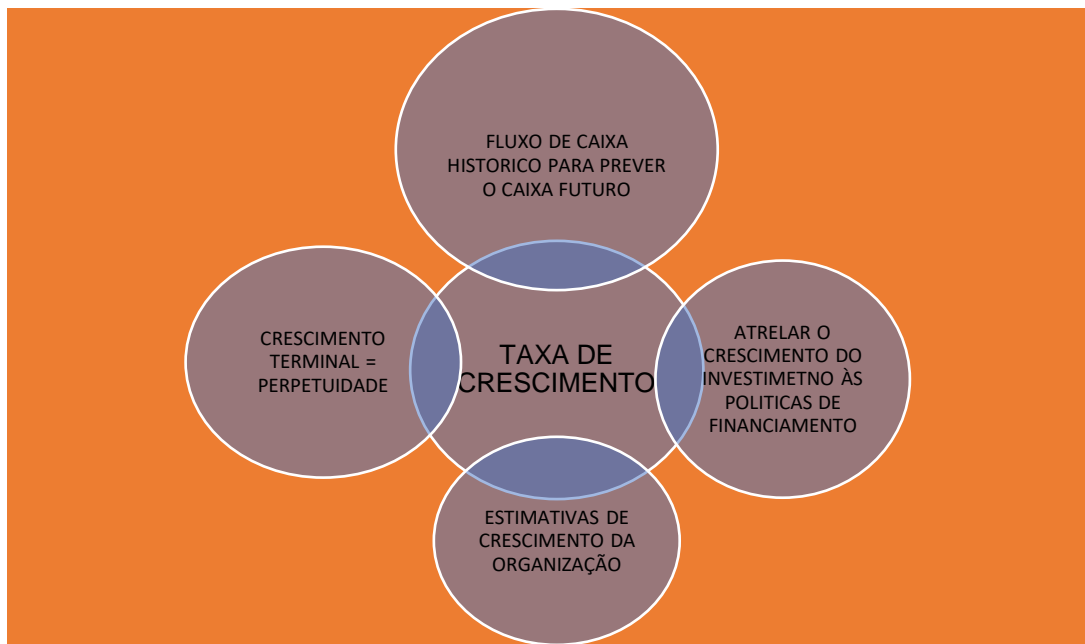 FLUXO DE CAIXA
HISTORICO PARA PREVER
O CAIXA FUTURO
CRESCIMENTO
TERMINAL =
PERPETUIDADE
TAXA DE
CRESCIMENTO
ATRELAR O
CRESCIMENTO DO
INVESTIMETNO ÀS
POLITICAS DE
FINANCIAMENTO
ESTIMATIVAS DE
CRESCIMENTO DA
ORGANIZAÇÃO